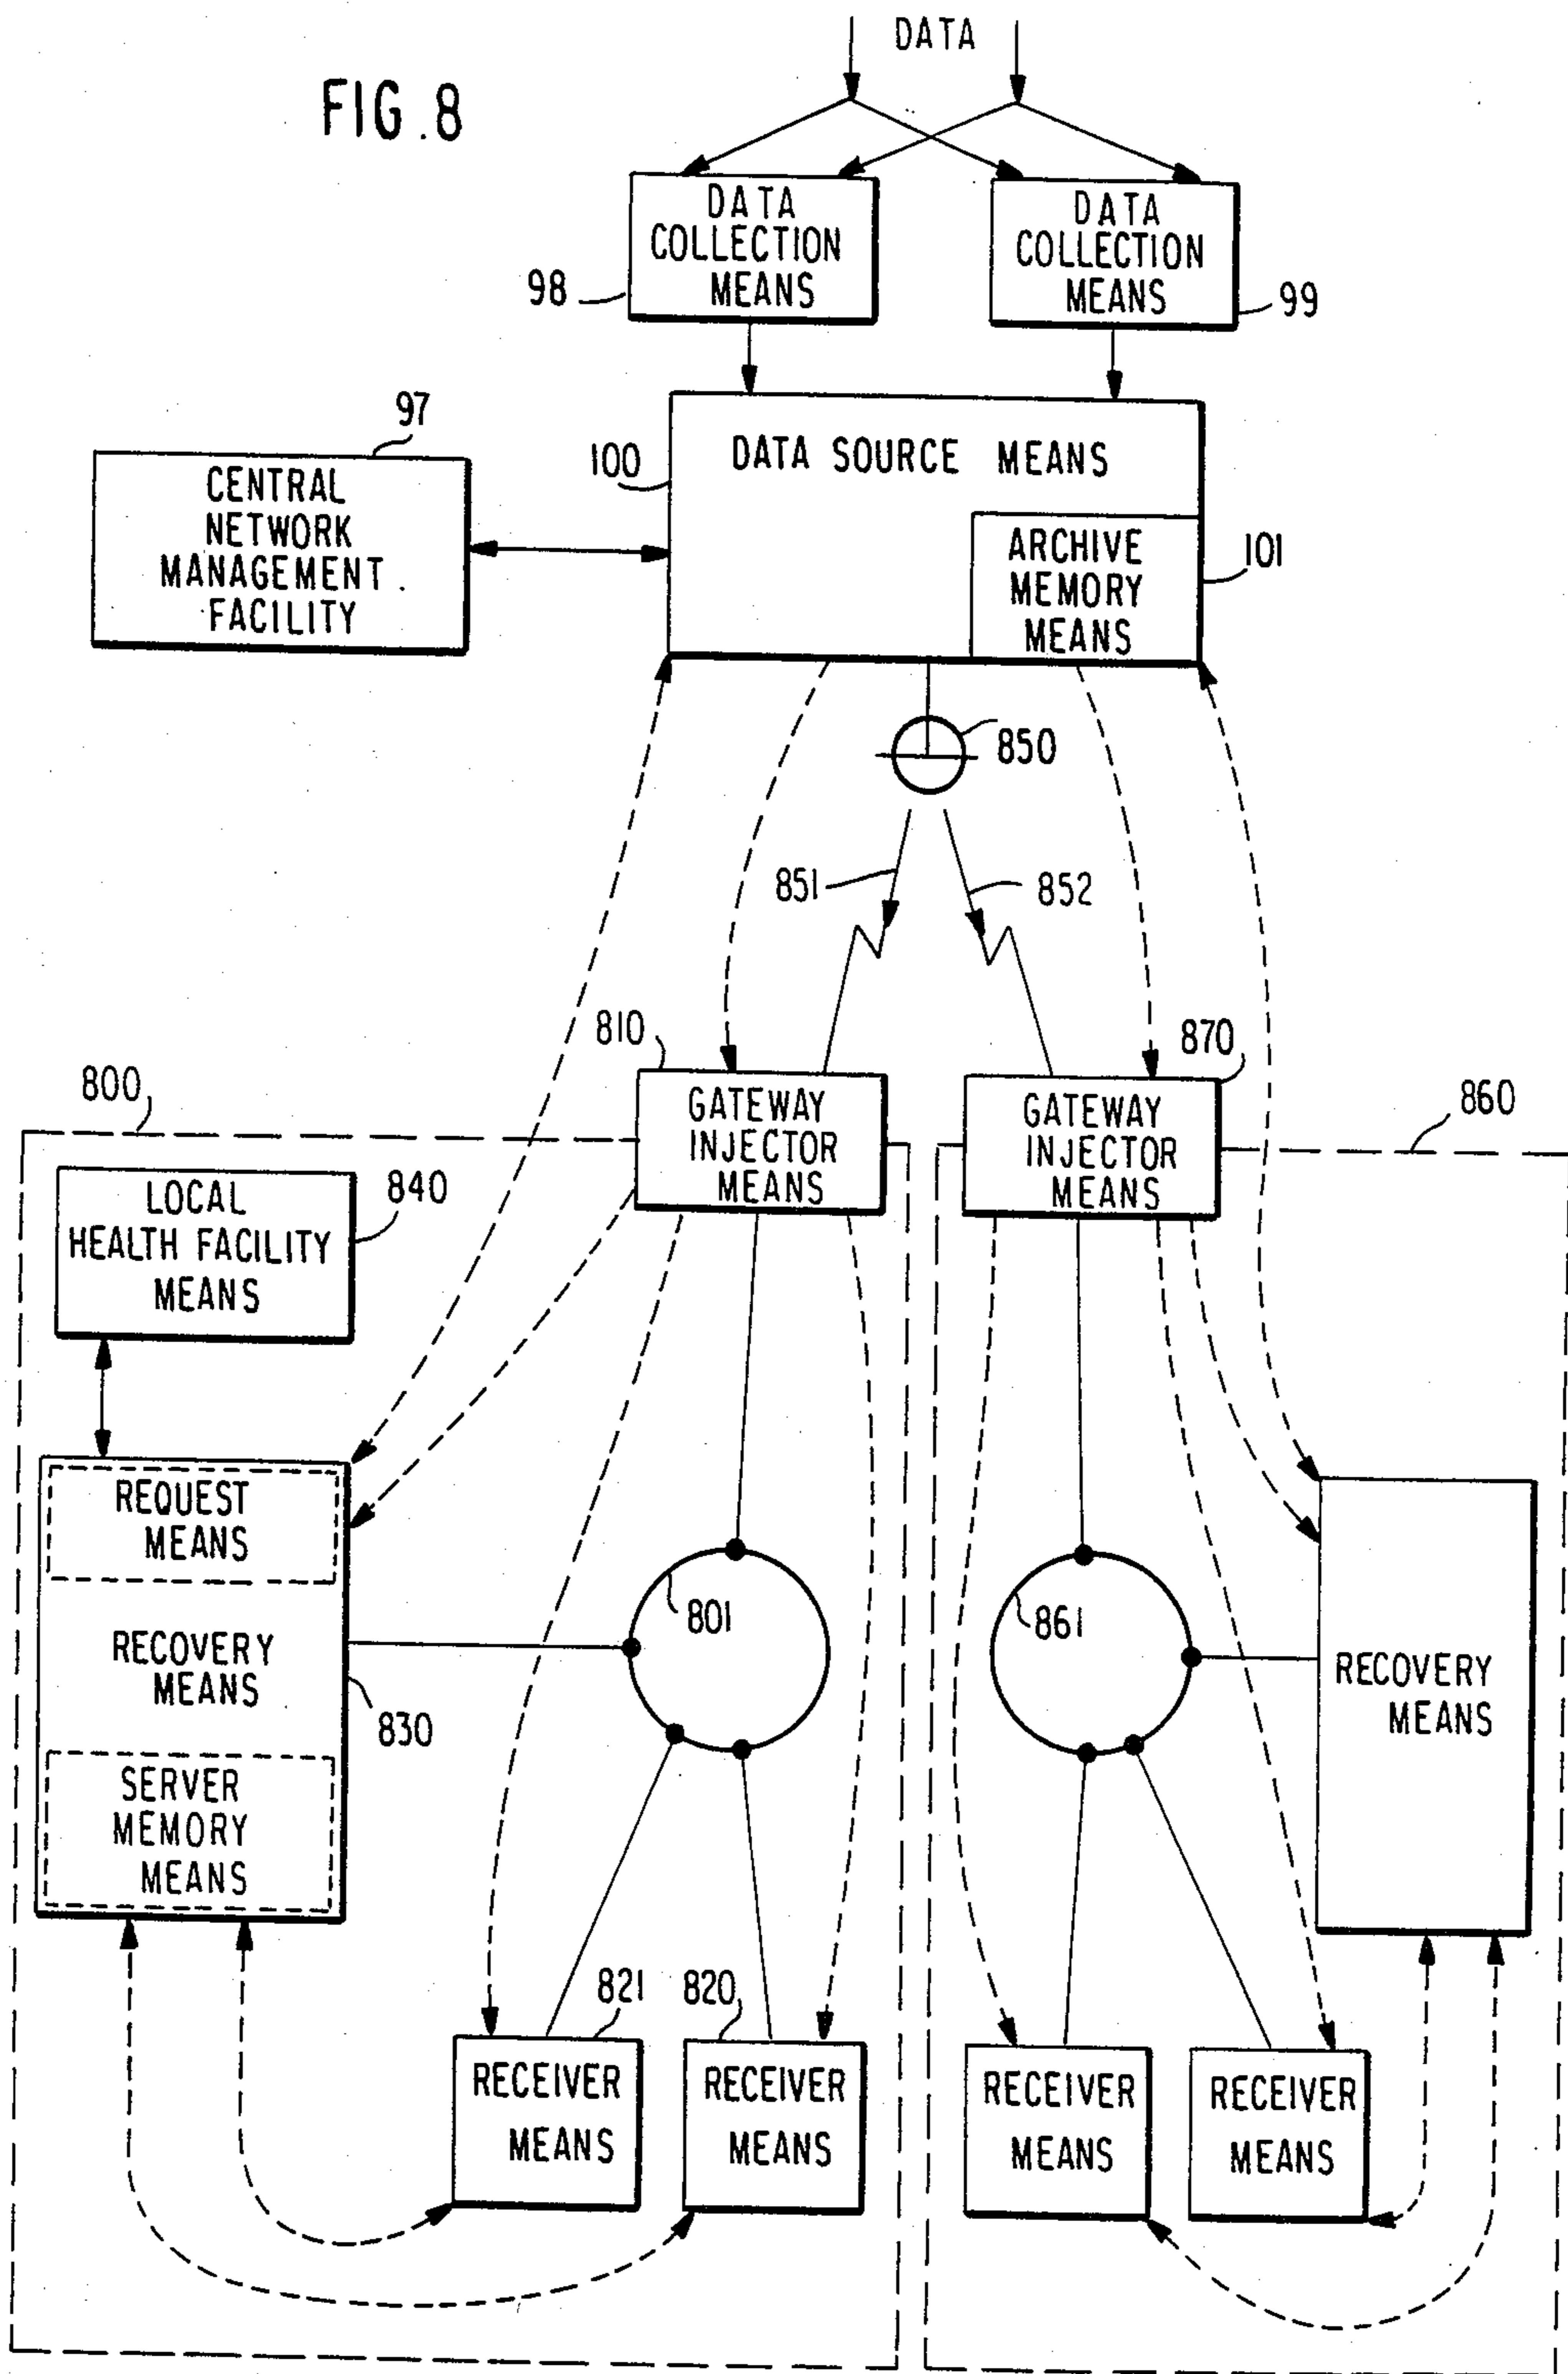 DATA
FIG. 8
DATA
COLLECTION
MEANS
98
DATA
COLLECTION
MEANS
99
97
CENTRAL
NETWORK
MANAGEMENT
FACILITY
100
DATA SOURCE MEANS
ARCHIVE
MEMORY
MEANS
101
850
851
852
810
870
800
860
GATEWAY
INJECTOR
MEANS
GATEWAY
INJECTOR
MEANS
LOCAL
HEALTH FACILITY
MEANS
840
REQUEST
MEANS
RECOVERY
MEANS
830
SERVER
MEMORY
MEANS
801
861
RECOVERY
MEANS
821
820
RECEIVER
MEANS
RECEIVER
MEANS
RECEIVER
MEANS
RECEIVER
MEANS